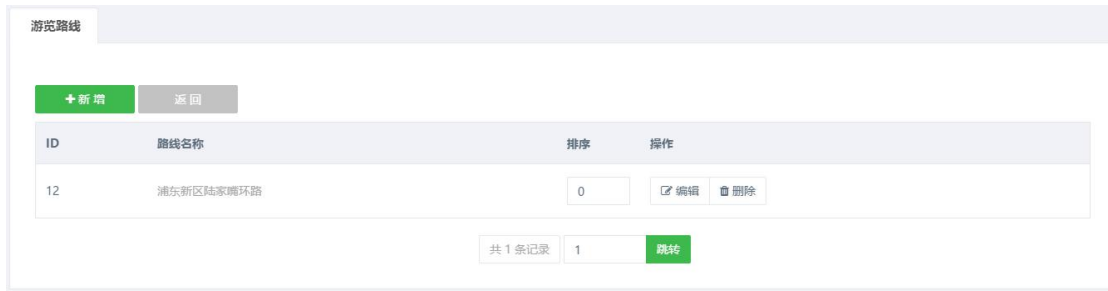 游览路线
新 增 返 回
ID 路线名称 排序 操作
12 浦东新区陆家嘴环路 0 编辑 删除
共 1 条记录 1 跳转